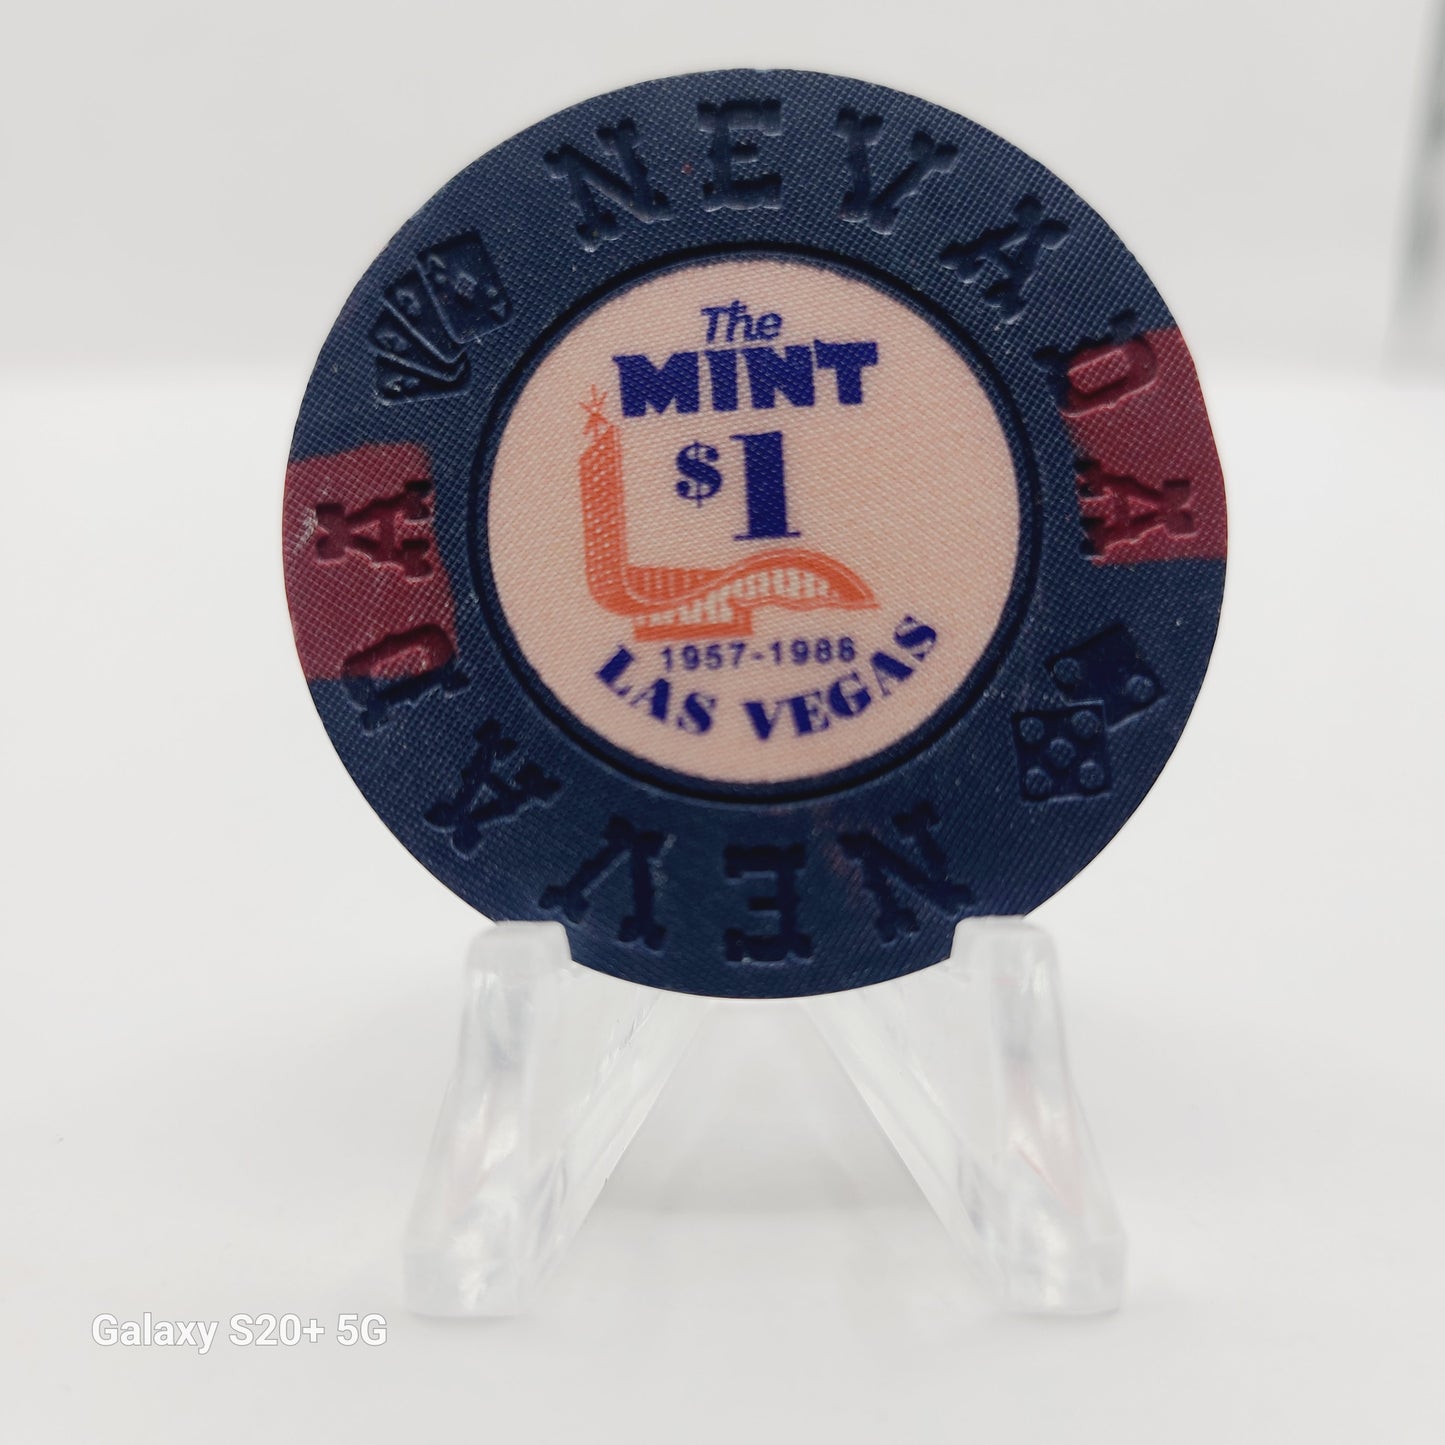 NEVADA
The
MINT
$1
1957-1988
LAS VEGAS
NEVADA
Galaxy S20+ 5G